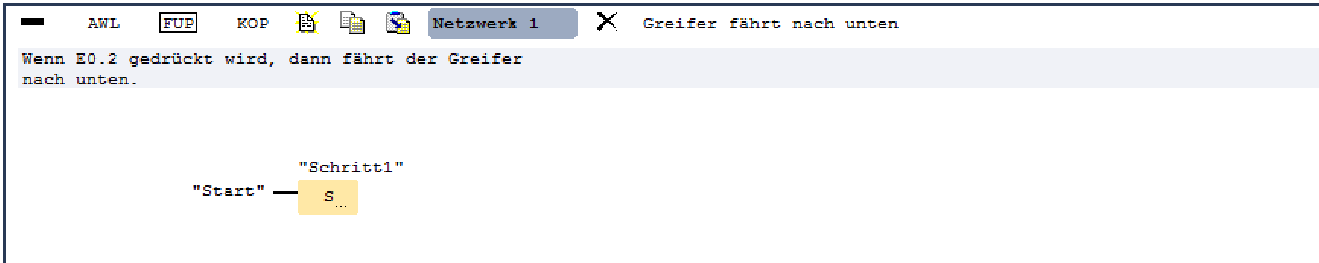 AWL FUP KOP Netzwerk 1 Greifer fährt nach unten
Wenn E0.2 gedrückt wird, dann fährt der Greifer
nach unten.
"Schritt1"
"Start"
S